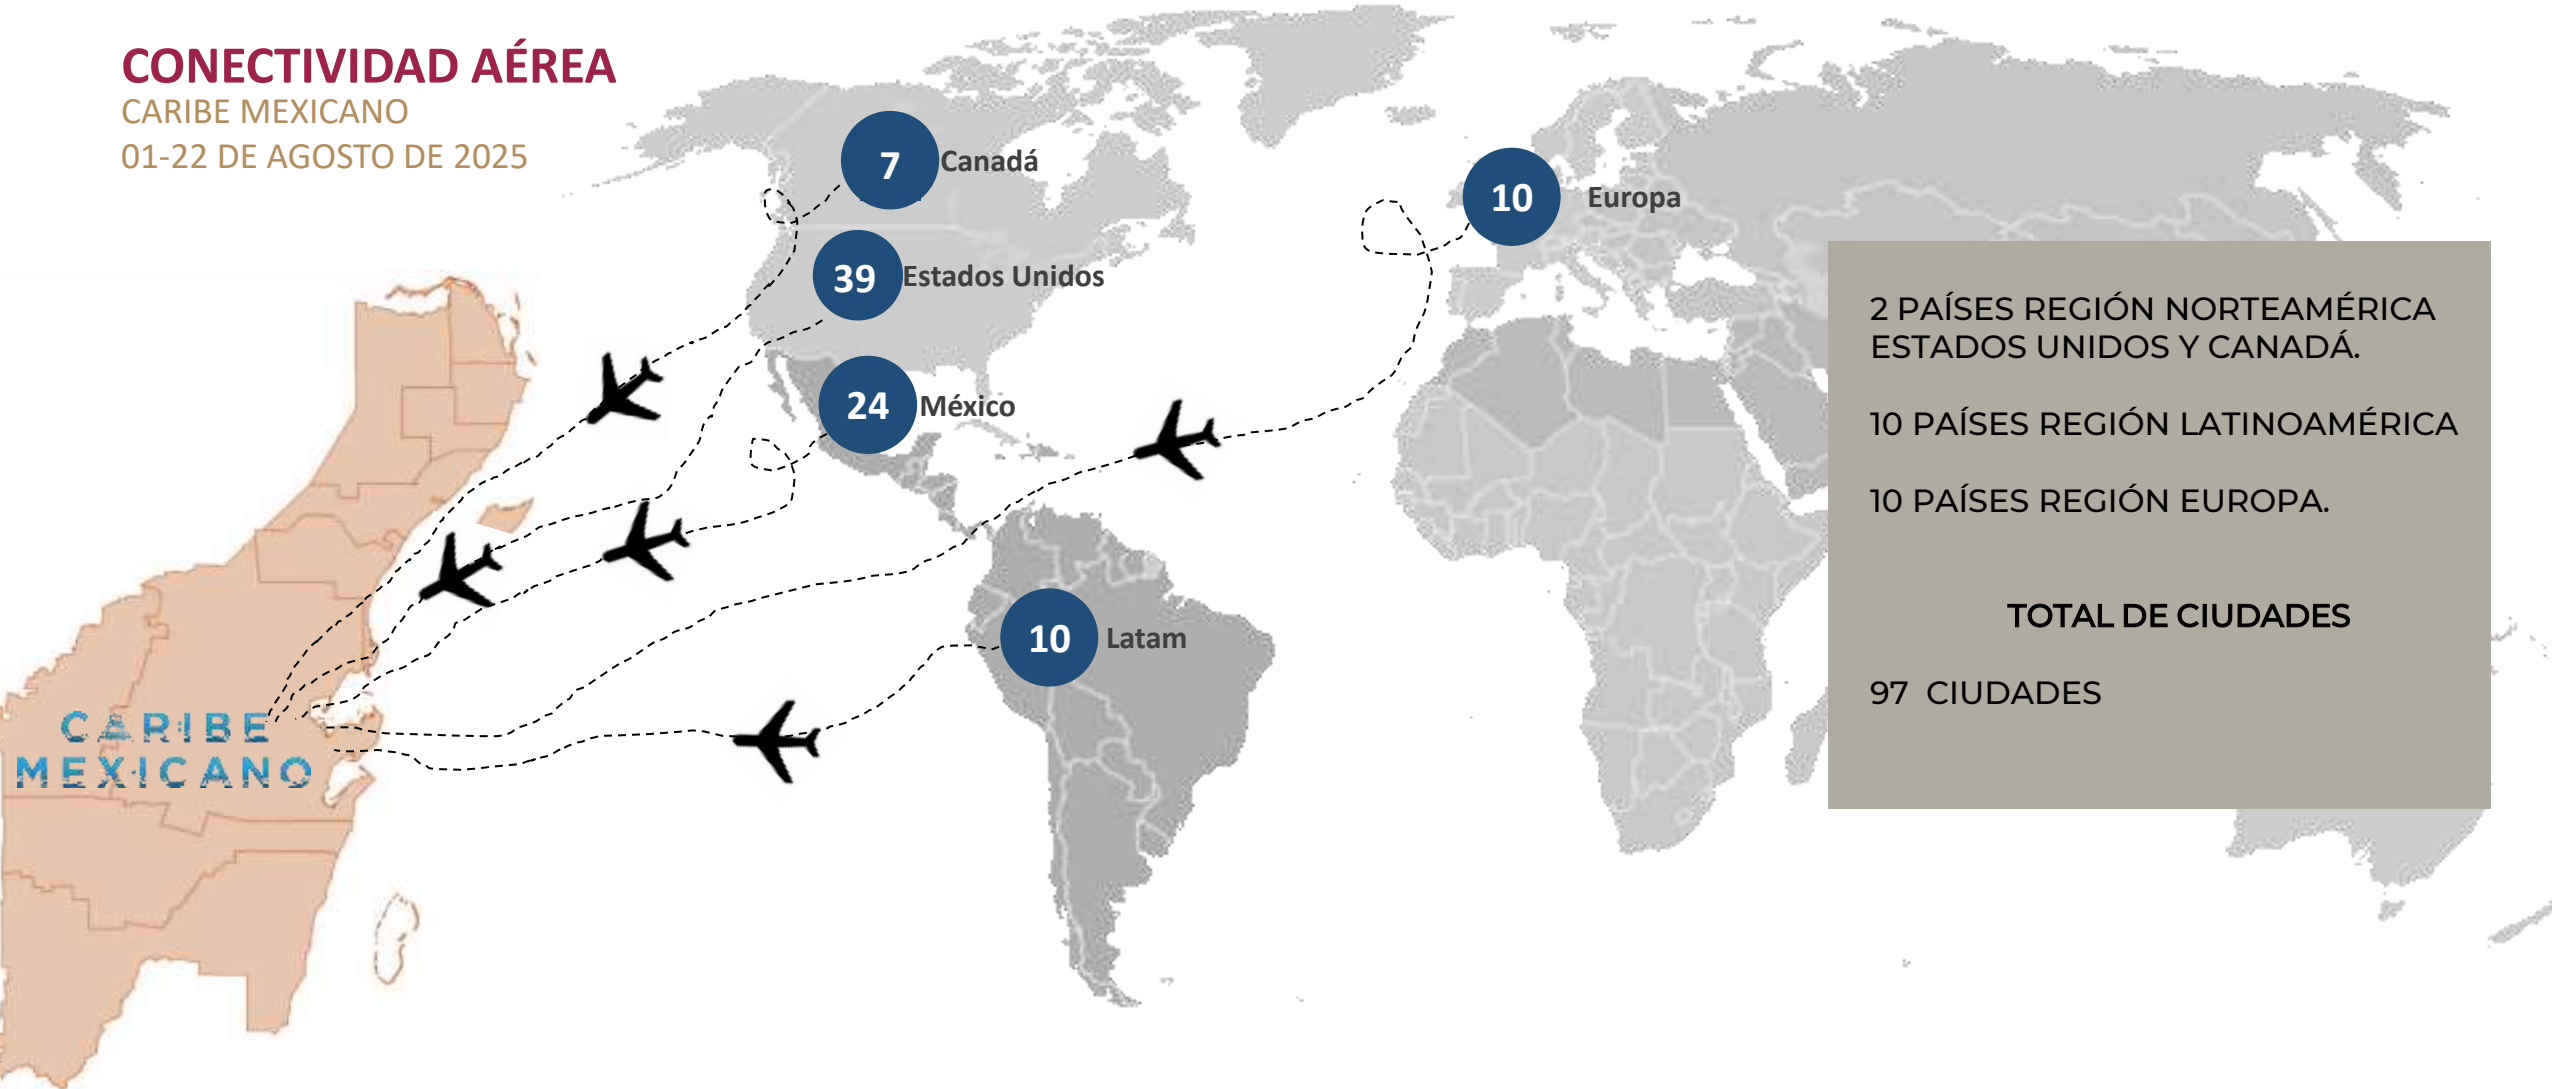 CONECTIVIDAD AÉREA
CARIBE MEXICANO
01-22 DE AGOSTO DE 2025
7 Canadá
10 Europa
39 Estados Unidos
24 México
10 Latam
CARIBE
MEXICANO
2 PAÍSES REGIÓN NORTEAMÉRICA
ESTADOS UNIDOS Y CANADÁ.
10 PAÍSES REGIÓN LATINOAMÉRICA
10 PAÍSES REGIÓN EUROPA.
TOTAL DE CIUDADES
97 CIUDADES